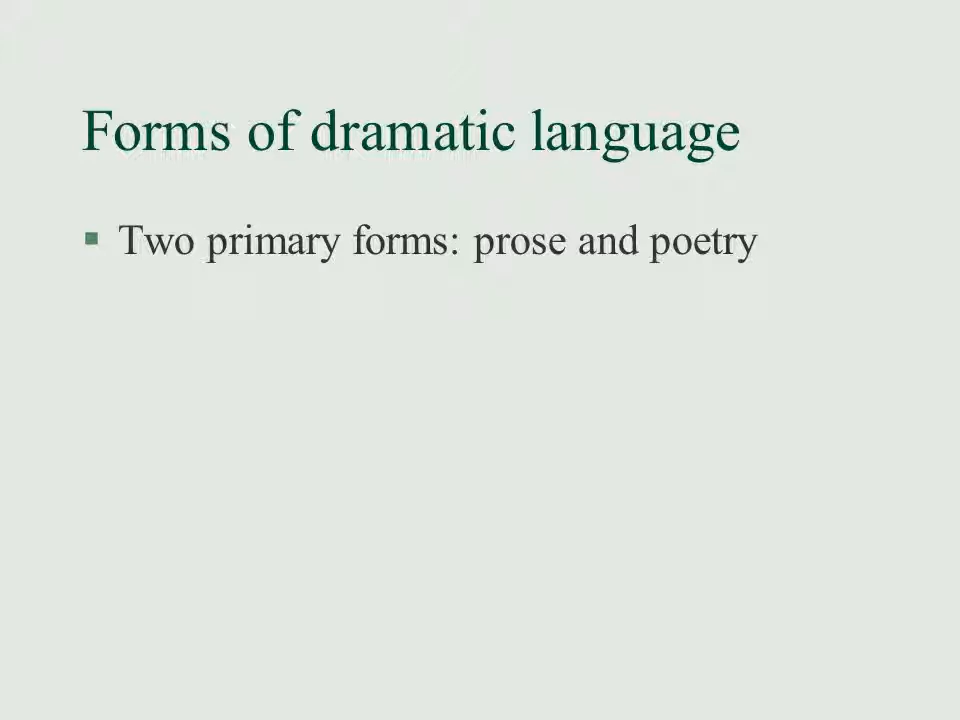 Forms of dramatic language
▪ Two primary forms: prose and poetry